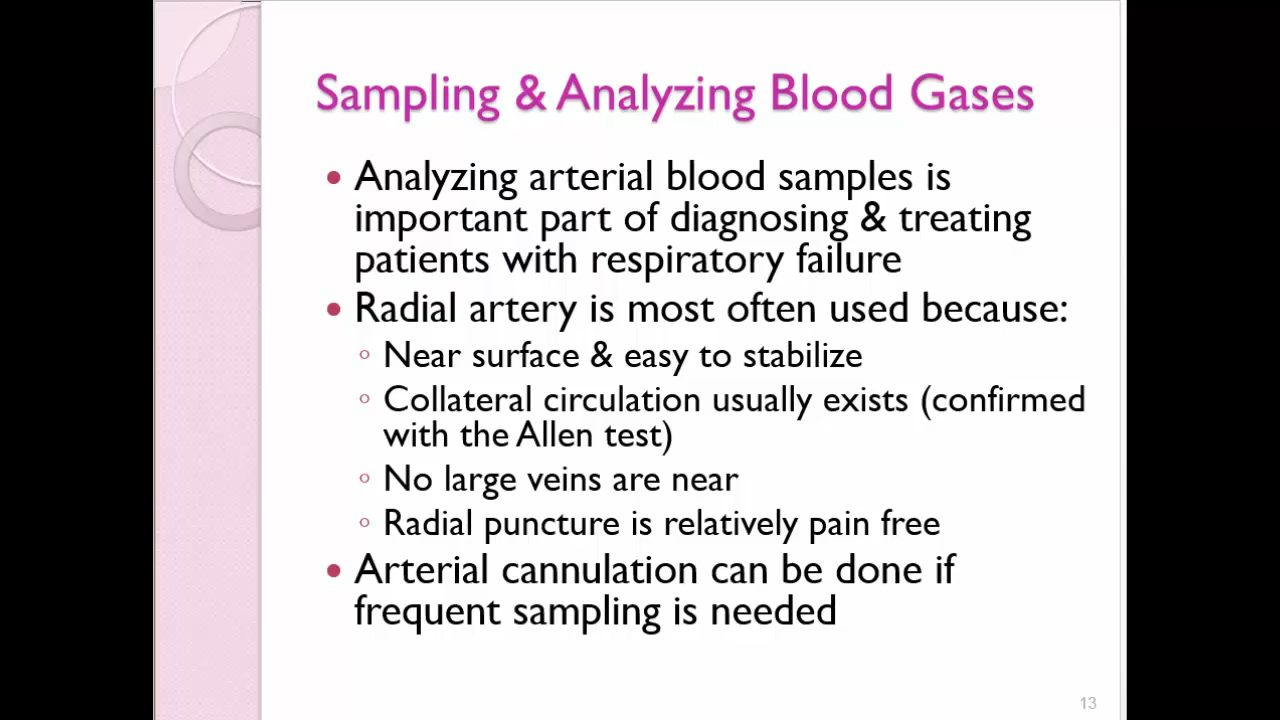 Sampling & Analyzing Blood Gases
• Analyzing arterial blood samples is
important part of diagnosing & treating
patients with respiratory failure
• Radial artery is most often used because:
◦ Near surface & easy to stabilize
◦ Collateral circulation usually exists (confirmed
with the Allen test)
◦ No large veins are near
◦ Radial puncture is relatively pain free
• Arterial cannulation can be done if
frequent sampling is needed
13